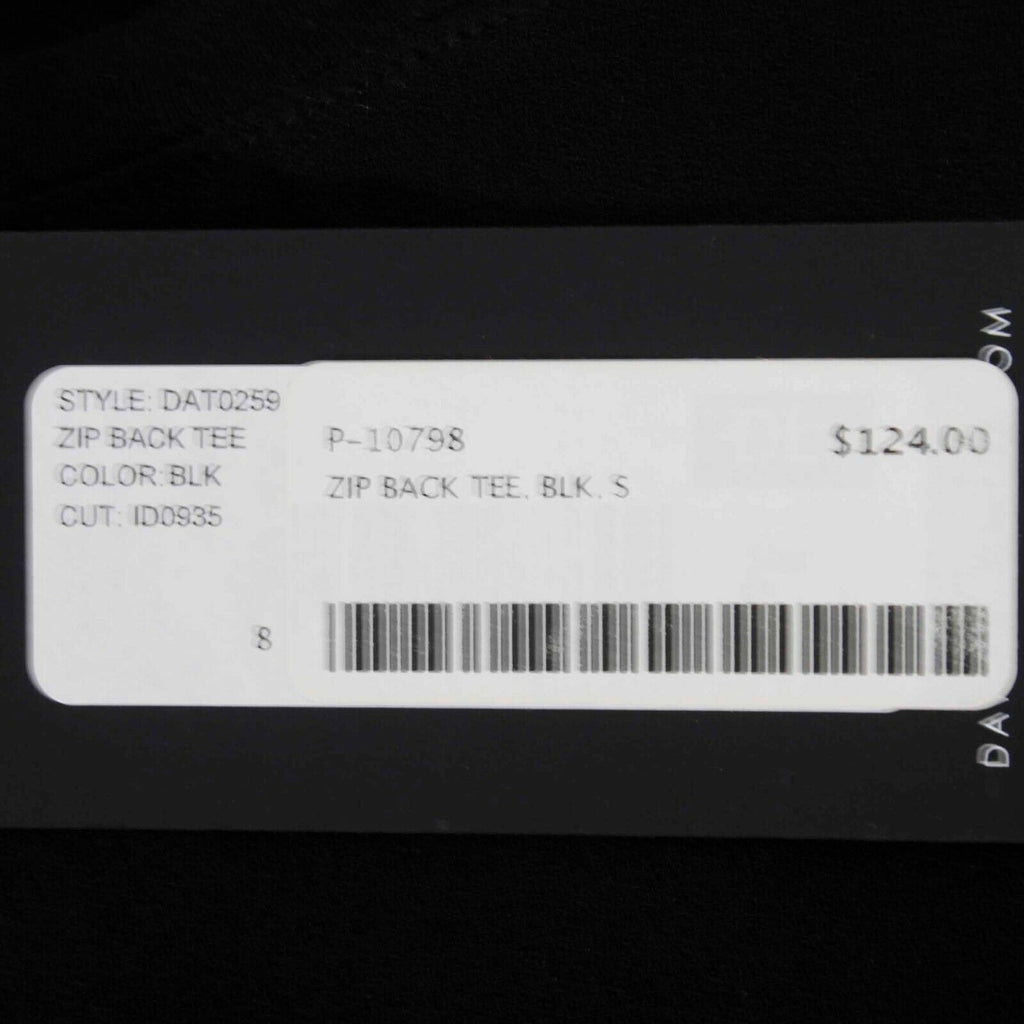 STYLE: DAT0259
ZIP BACK TEE
COLOR: BLK
CUT: ID0935
8
P-10798
$124.00
ZIP BACK TEE, BLK, S